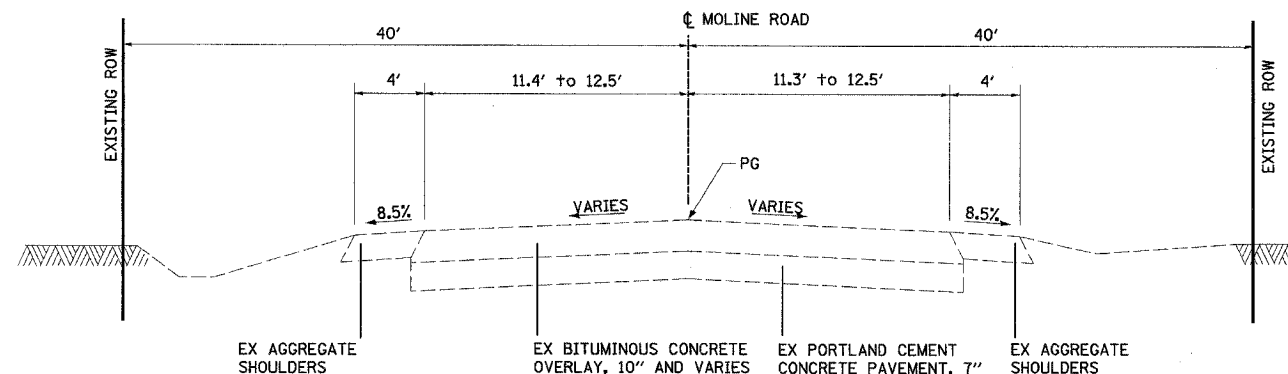 ℄ MOLINE ROAD
40' 40'
4' 11.4' to 12.5' 11.3' to 12.5' 4'
EXISTING ROW
EXISTING ROW
PG
8.5% VARIES VARIES 8.5%
EX AGGREGATE
SHOULDERS
EX BITUMINOUS CONCRETE
OVERLAY, 10" AND VARIES
EX PORTLAND CEMENT
CONCRETE PAVEMENT, 7"
EX AGGREGATE
SHOULDERS